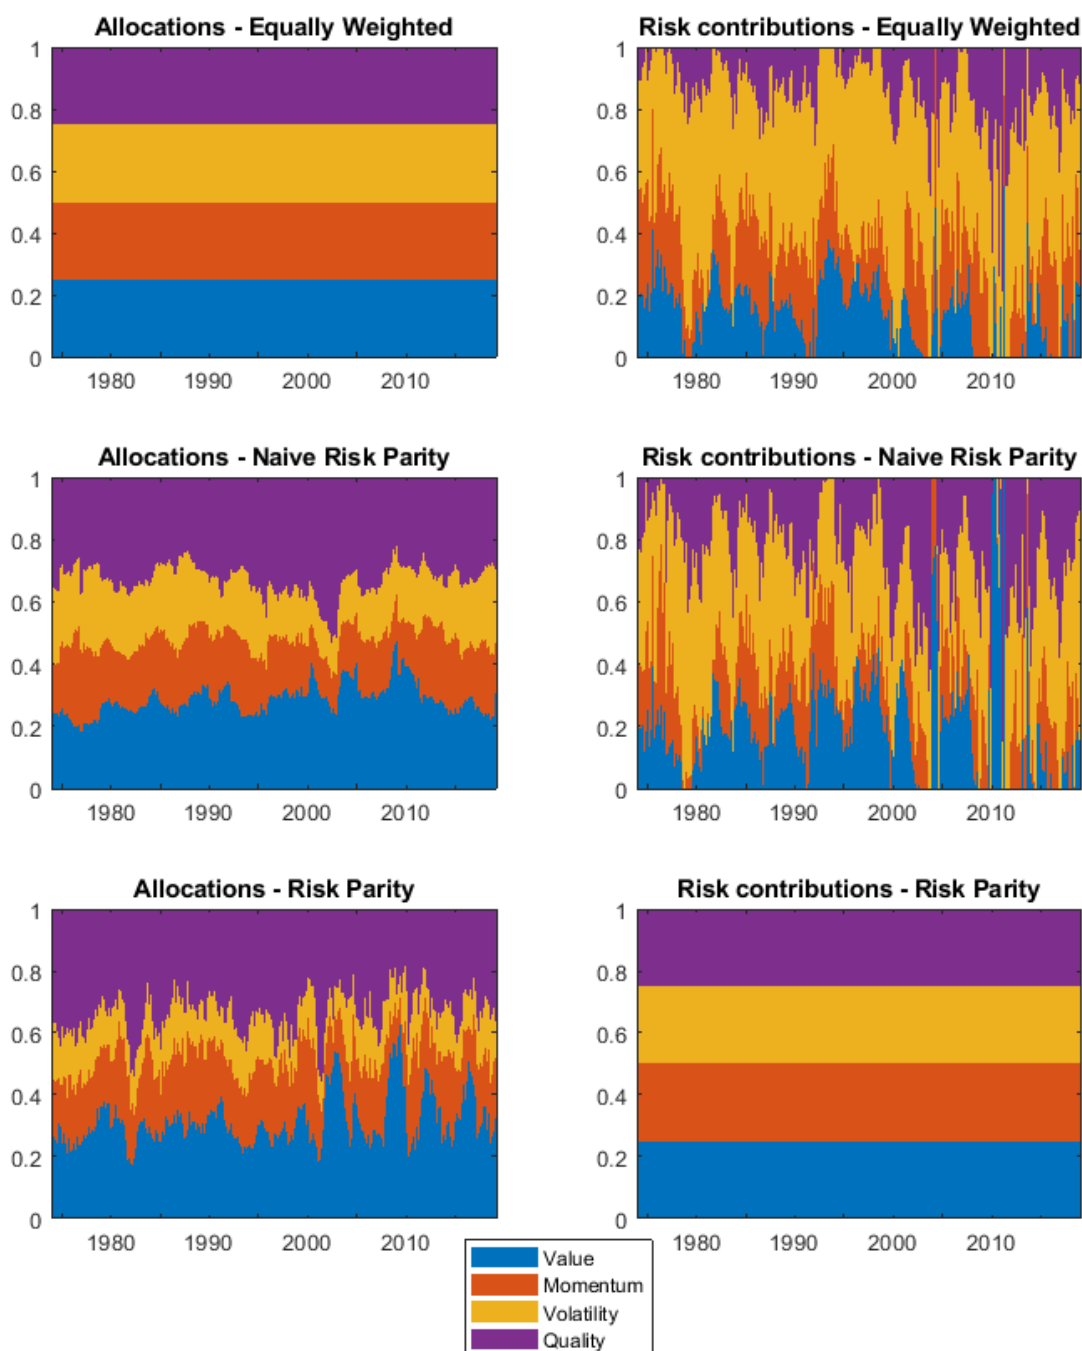 Allocations - Equally Weighted
1
0.8
0.6
0.4
0.2
0
1980 1990 2000 2010
Risk contributions - Equally Weighted
1
0.8
0.6
0.4
0.2
0
1980 1990 2000 2010
Allocations - Naive Risk Parity
1
0.8
0.6
0.4
0.2
0
1980 1990 2000 2010
Risk contributions - Naive Risk Parity
1
0.8
0.6
0.4
0.2
0
1980 1990 2000 2010
Allocations - Risk Parity
1
0.8
0.6
0.4
0.2
0
1980 1990 2000 2010
Risk contributions - Risk Parity
1
0.8
0.6
0.4
0.2
0
1980 1990 2000 2010
Value
Momentum
Volatility
Quality